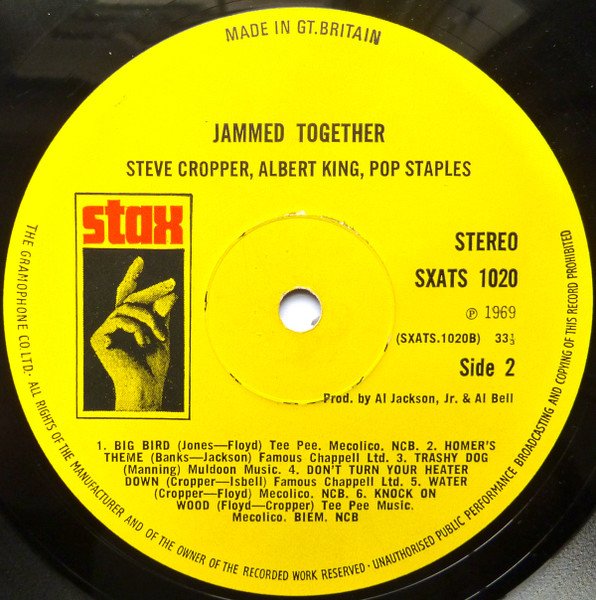 MADE IN GT.BRITAIN
JAMMED TOGETHER
STEVE CROPPER, ALBERT KING, POP STAPLES
stax
STEREO
SXATS 1020
℗ 1969
(SXATS.1020B) 33⅓
Side 2
Prod. by Al Jackson, Jr. & Al Bell
1. BIG BIRD (Jones—Floyd) Tee Pee. Mecolico, NCB. 2. HOMER'S
THEME (Banks—Jackson) Famous Chappell Ltd. 3. TRASHY DOG
(Manning) Muldoon Music. 4. DON'T TURN YOUR HEATER
DOWN (Cropper—Isbell) Famous Chappell Ltd. 5. WATER
(Cropper—Floyd) Mecolico, NCB. 6. KNOCK ON
WOOD (Floyd—Cropper) Tee Pee Music.
Mecolico. BIEM. NCB
THE GRAMOPHONE CO.LTD· ALL RIGHTS OF THE MANUFACTURER AND OF THE OWNER OF THE RECORDED WORK RESERVED · UNAUTHORISED PUBLIC PERFORMANCE BROADCASTING AND COPYING OF THIS RECORD PROHIBITED